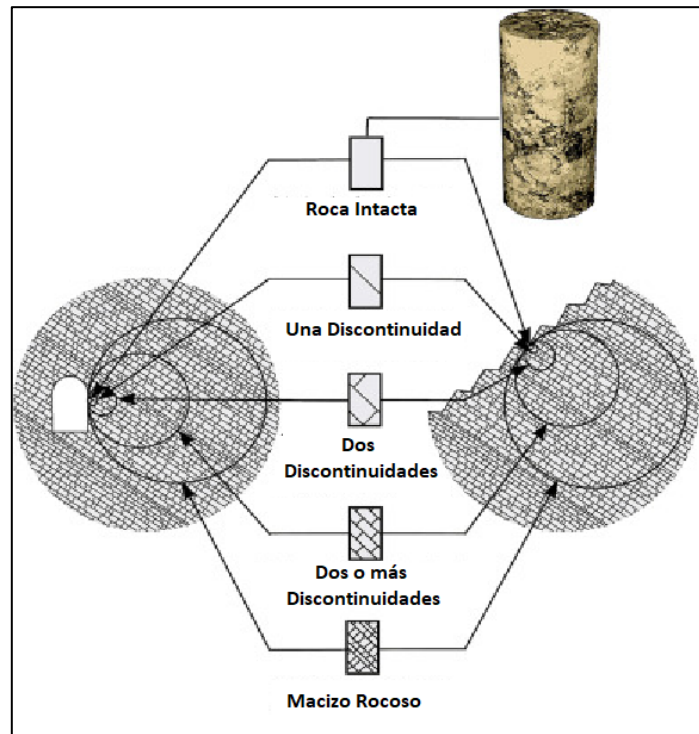 Roca Intacta
Una Discontinuidad
Dos
Discontinuidades
Dos o más
Discontinuidades
Macizo Rocoso